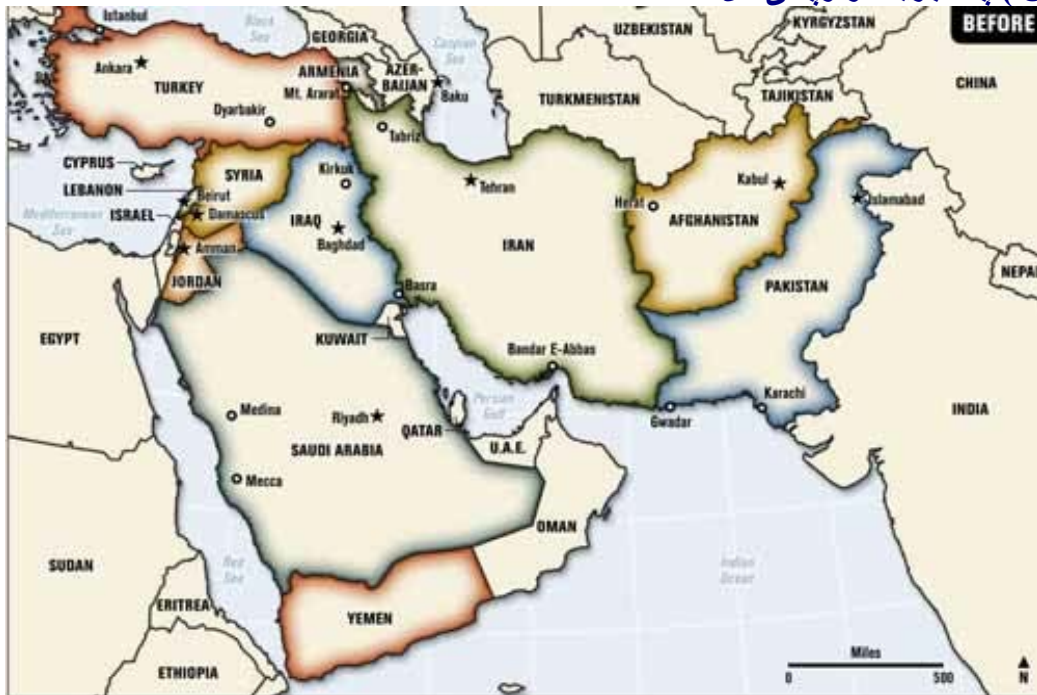 BEFORE
Istanbul
Black
Sea
GEORGIA
Caspian
Sea
UZBEKISTAN
KYRGYZSTAN
Ankara
TURKEY
ARMENIA
Mt. Ararat
AZER-
BAIJAN
Baku
TURKMENISTAN
TAJIKISTAN
CHINA
Dyarbakir
Tabriz
CYPRUS
SYRIA
Kirkuk
Tehran
Kabul
Islamabad
LEBANON
Beirut
Herat
AFGHANISTAN
Mediterranean
Sea
ISRAEL
Damascus
IRAQ
Baghdad
IRAN
Amman
JORDAN
Basra
PAKISTAN
NEPAL
EGYPT
KUWAIT
Bandar E-Abbas
Persian
Gulf
Karachi
Gwadar
INDIA
Medina
Riyadh
QATAR
U.A.E.
SAUDI ARABIA
Mecca
OMAN
SUDAN
Red
Sea
Indian
Ocean
YEMEN
ERITREA
ETHIOPIA
Miles
0
500
N